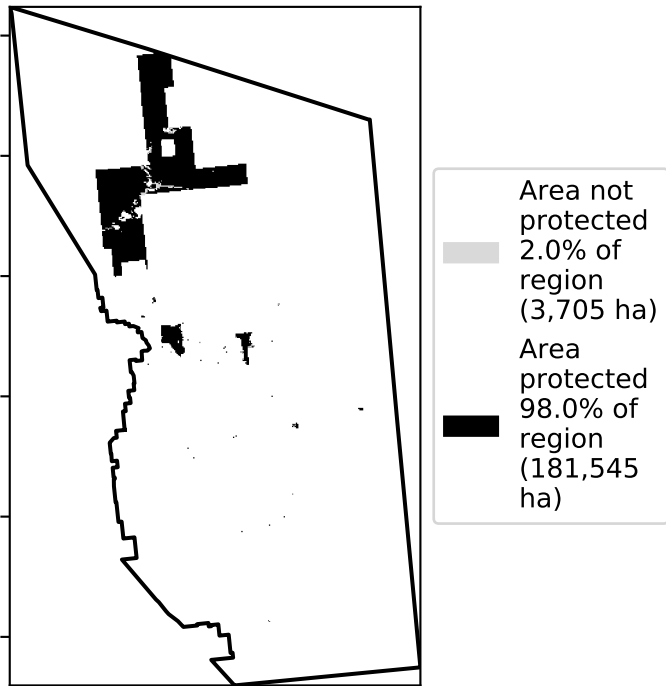 Area not
protected
2.0% of
region
(3,705 ha)
Area
protected
98.0% of
region
(181,545
ha)